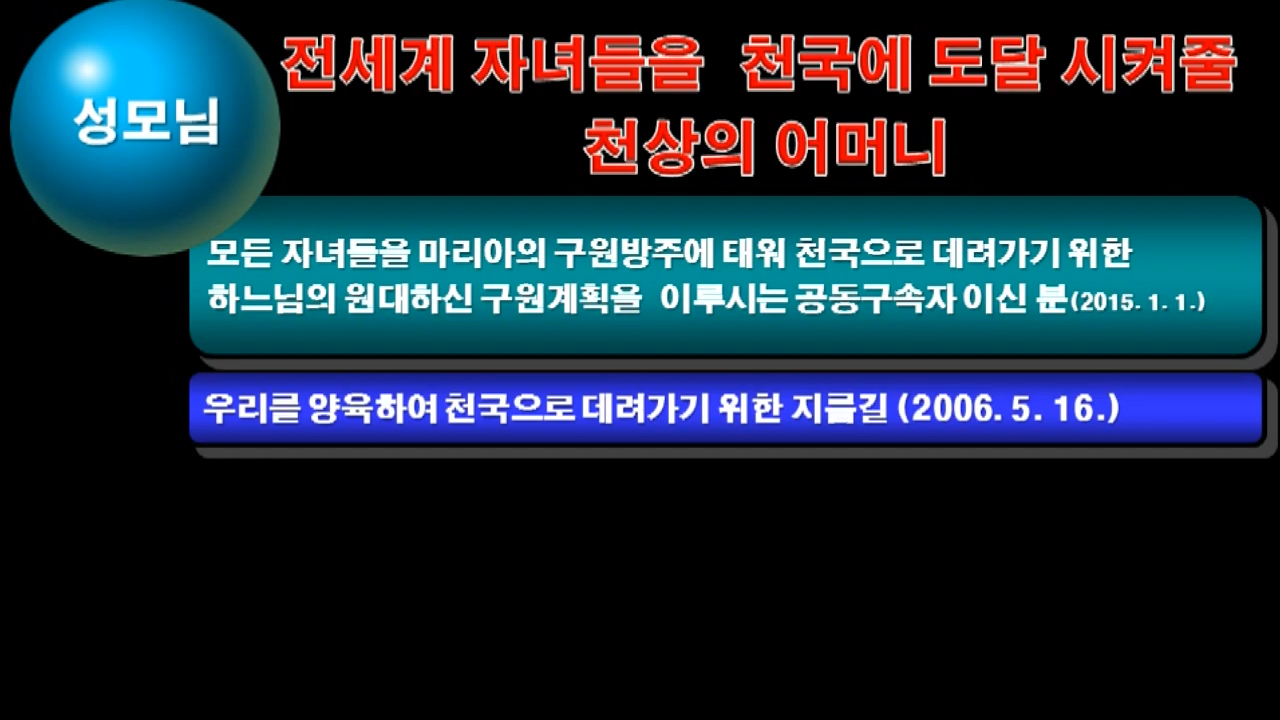 성모님
전세계 자녀들을 천국에 도달 시켜줄
천상의 어머니
모든 자녀들을 마리아의 구원방주에 태워 천국으로 데려가기 위한
하느님의 원대하신 구원계획을 이루시는 공동구속자 이신 분(2015. 1. 1.)
우리를 양육하여 천국으로 데려가기 위한 지름길 (2006. 5. 16.)